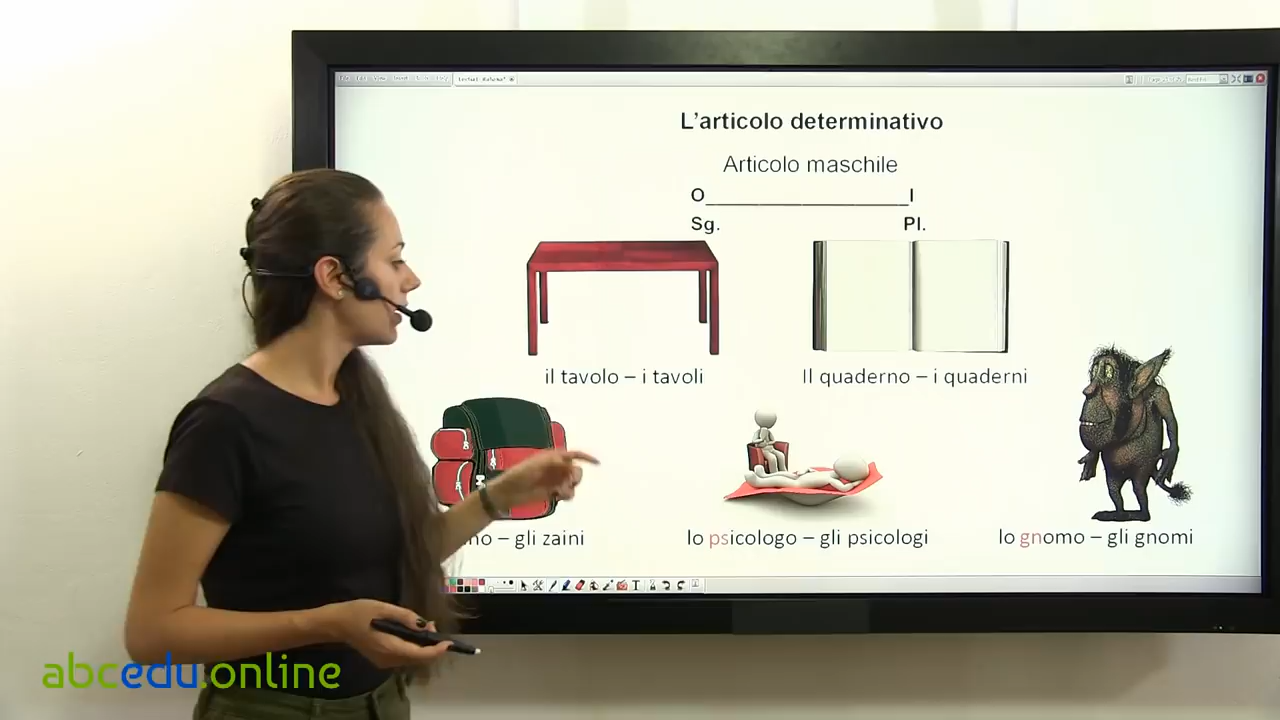 L'articolo determinativo
Articolo maschile
O________________I
Sg. Pl.
il tavolo – i tavoli
Il quaderno – i quaderni
– gli zaini
lo psicologo – gli psicologi
lo gnomo – gli gnomi
abcedu.online